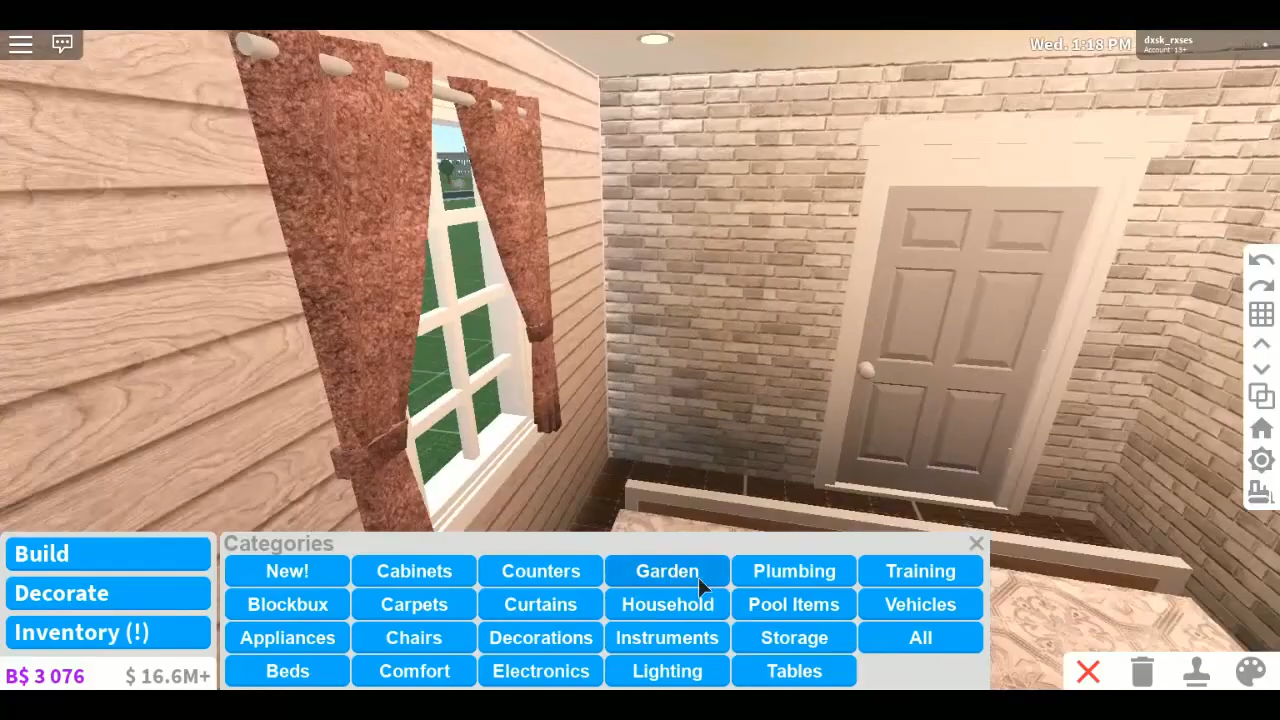 Wed. 1:18 PM
dxsk_rxses
Account: 13+
Build
Decorate
Inventory (!)
B$ 3 076 $ 16.6M+
Categories
New! Cabinets Counters Garden Plumbing Training
Blockbux Carpets Curtains Household Pool Items Vehicles
Appliances Chairs Decorations Instruments Storage All
Beds Comfort Electronics Lighting Tables